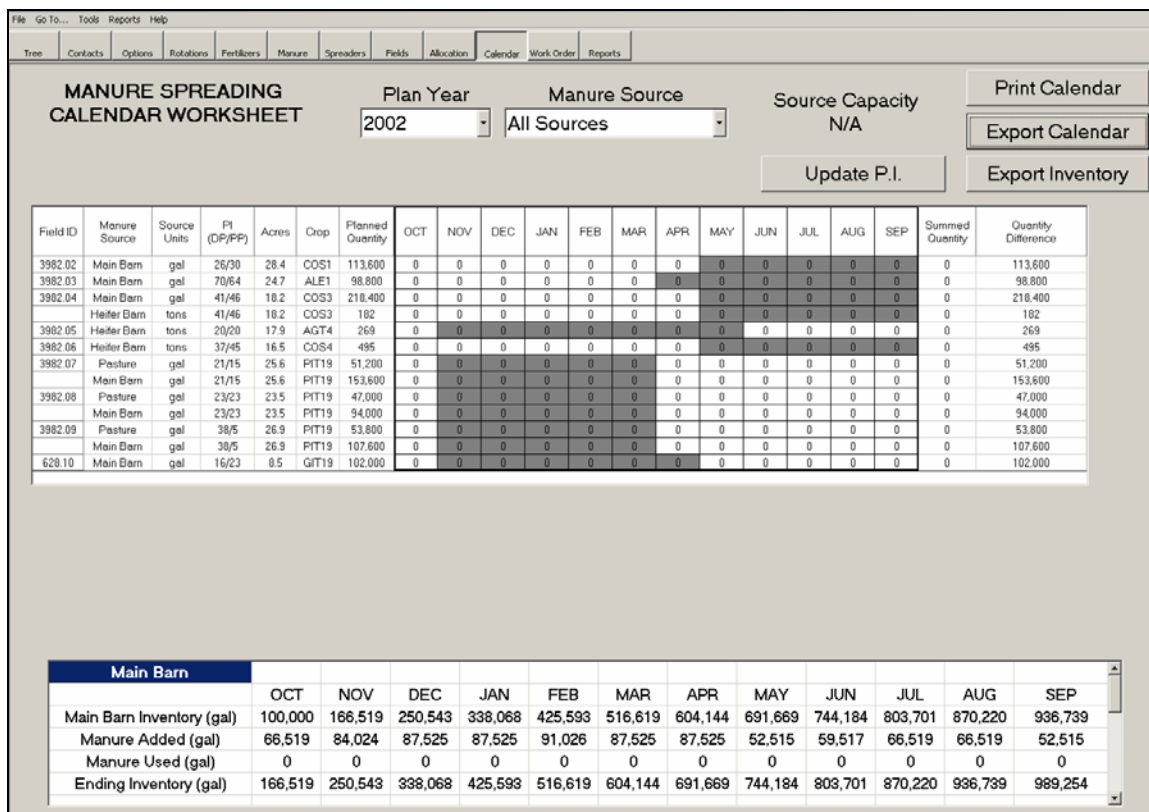 File Go To... Tools Reports Help
Tree Contacts Options Rotations Fertilizers Manure Spreaders Fields Allocation Calendar Work Order Reports
MANURE SPREADING
CALENDAR WORKSHEET
Plan Year
2002
Manure Source
All Sources
Source Capacity
N/A
Print Calendar
Export Calendar
Update P.I.
Export Inventory
Field ID Manure Source Source Units PI (DP/PP) Acres Crop Planned Quantity OCT NOV DEC JAN FEB MAR APR MAY JUN JUL AUG SEP Summed Quantity Quantity Difference
3982.02 Main Barn gal 26/30 28.4 COS1 113,600 0 0 0 0 0 0 0 0 0 0 0 0 0 113,600
3982.03 Main Barn gal 70/64 24.7 ALE1 98,800 0 0 0 0 0 0 0 0 0 0 0 0 0 98,800
3982.04 Main Barn gal 41/46 18.2 COS3 218,400 0 0 0 0 0 0 0 0 0 0 0 0 0 218,400
Heifer Barn tons 41/46 18.2 COS3 182 0 0 0 0 0 0 0 0 0 0 0 0 0 182
3982.05 Heifer Barn tons 20/20 17.9 AGT4 269 0 0 0 0 0 0 0 0 0 0 0 0 0 269
3982.06 Heifer Barn tons 37/45 16.5 COS4 495 0 0 0 0 0 0 0 0 0 0 0 0 0 495
3982.07 Pasture gal 21/15 25.6 PIT19 51,200 0 0 0 0 0 0 0 0 0 0 0 0 0 51,200
Main Barn gal 21/15 25.6 PIT19 153,600 0 0 0 0 0 0 0 0 0 0 0 0 0 153,600
3982.08 Pasture gal 23/23 23.5 PIT19 47,000 0 0 0 0 0 0 0 0 0 0 0 0 0 47,000
Main Barn gal 23/23 23.5 PIT19 94,000 0 0 0 0 0 0 0 0 0 0 0 0 0 94,000
3982.09 Pasture gal 38/5 26.9 PIT19 53,800 0 0 0 0 0 0 0 0 0 0 0 0 0 53,800
Main Barn gal 38/5 26.9 PIT19 107,600 0 0 0 0 0 0 0 0 0 0 0 0 0 107,600
628.10 Main Barn gal 16/23 8.5 GIT19 102,000 0 0 0 0 0 0 0 0 0 0 0 0 0 102,000
Main Barn
OCT NOV DEC JAN FEB MAR APR MAY JUN JUL AUG SEP
Main Barn Inventory (gal) 100,000 166,519 250,543 338,068 425,593 516,619 604,144 691,669 744,184 803,701 870,220 936,739
Manure Added (gal) 66,519 84,024 87,525 87,525 91,026 87,525 87,525 52,515 59,517 66,519 66,519 52,515
Manure Used (gal) 0 0 0 0 0 0 0 0 0 0 0 0
Ending Inventory (gal) 166,519 250,543 338,068 425,593 516,619 604,144 691,669 744,184 803,701 870,220 936,739 989,254